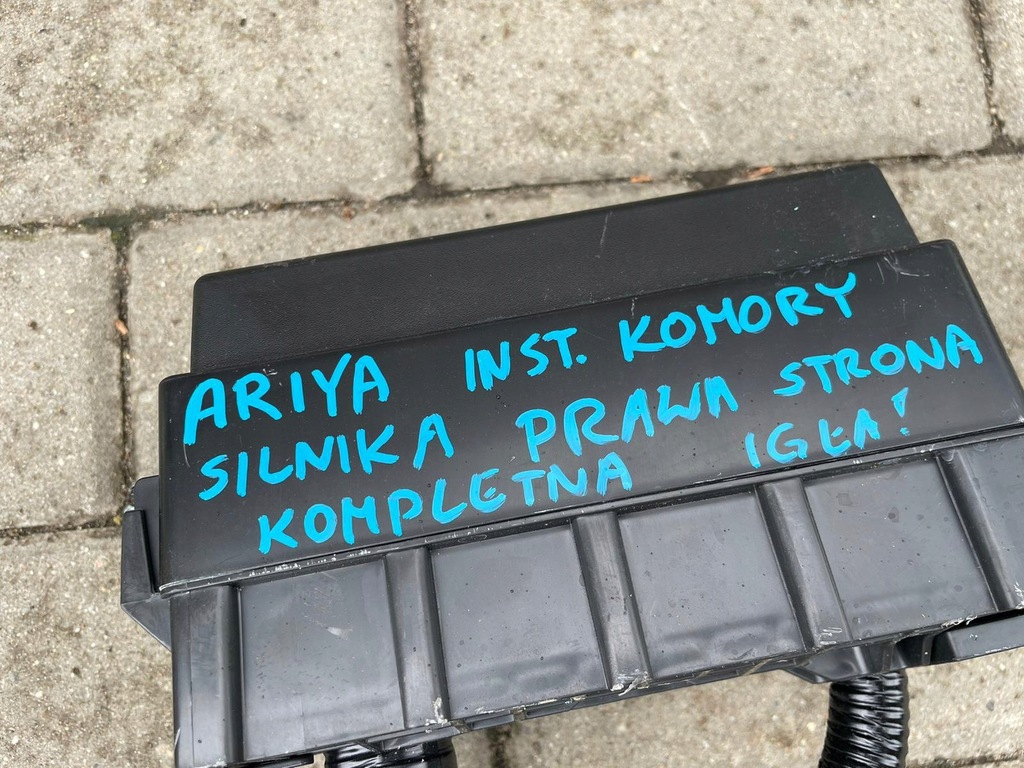 ARIYA INST. KOMORY
SILNIKA PRAWA STRONA
KOMPLETNA IGŁA!